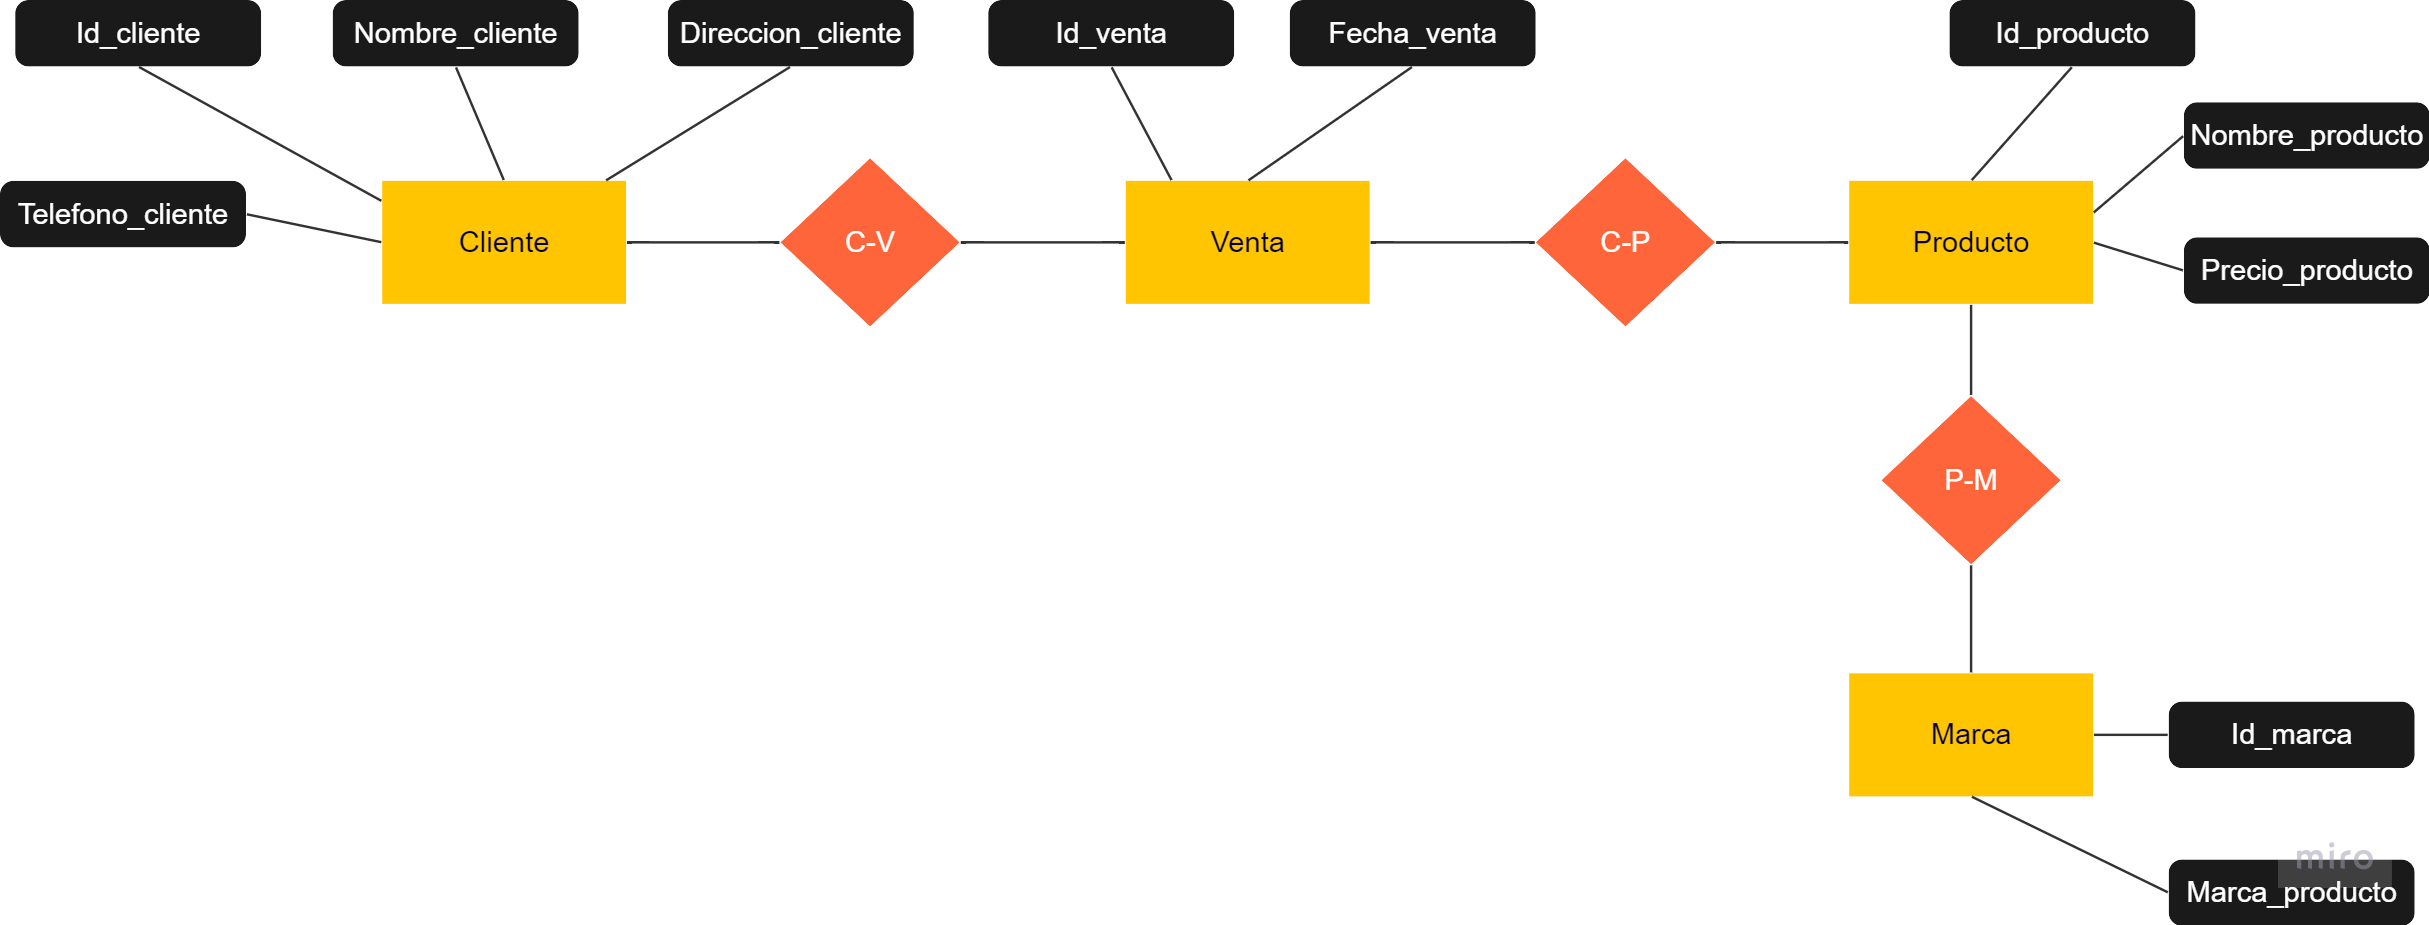 Id_cliente
Nombre_cliente
Direccion_cliente
Id_venta
Fecha_venta
Id_producto
Nombre_producto
Telefono_cliente
Cliente
C-V
Venta
C-P
Producto
Precio_producto
P-M
Marca
Id_marca
miro
Marca_producto